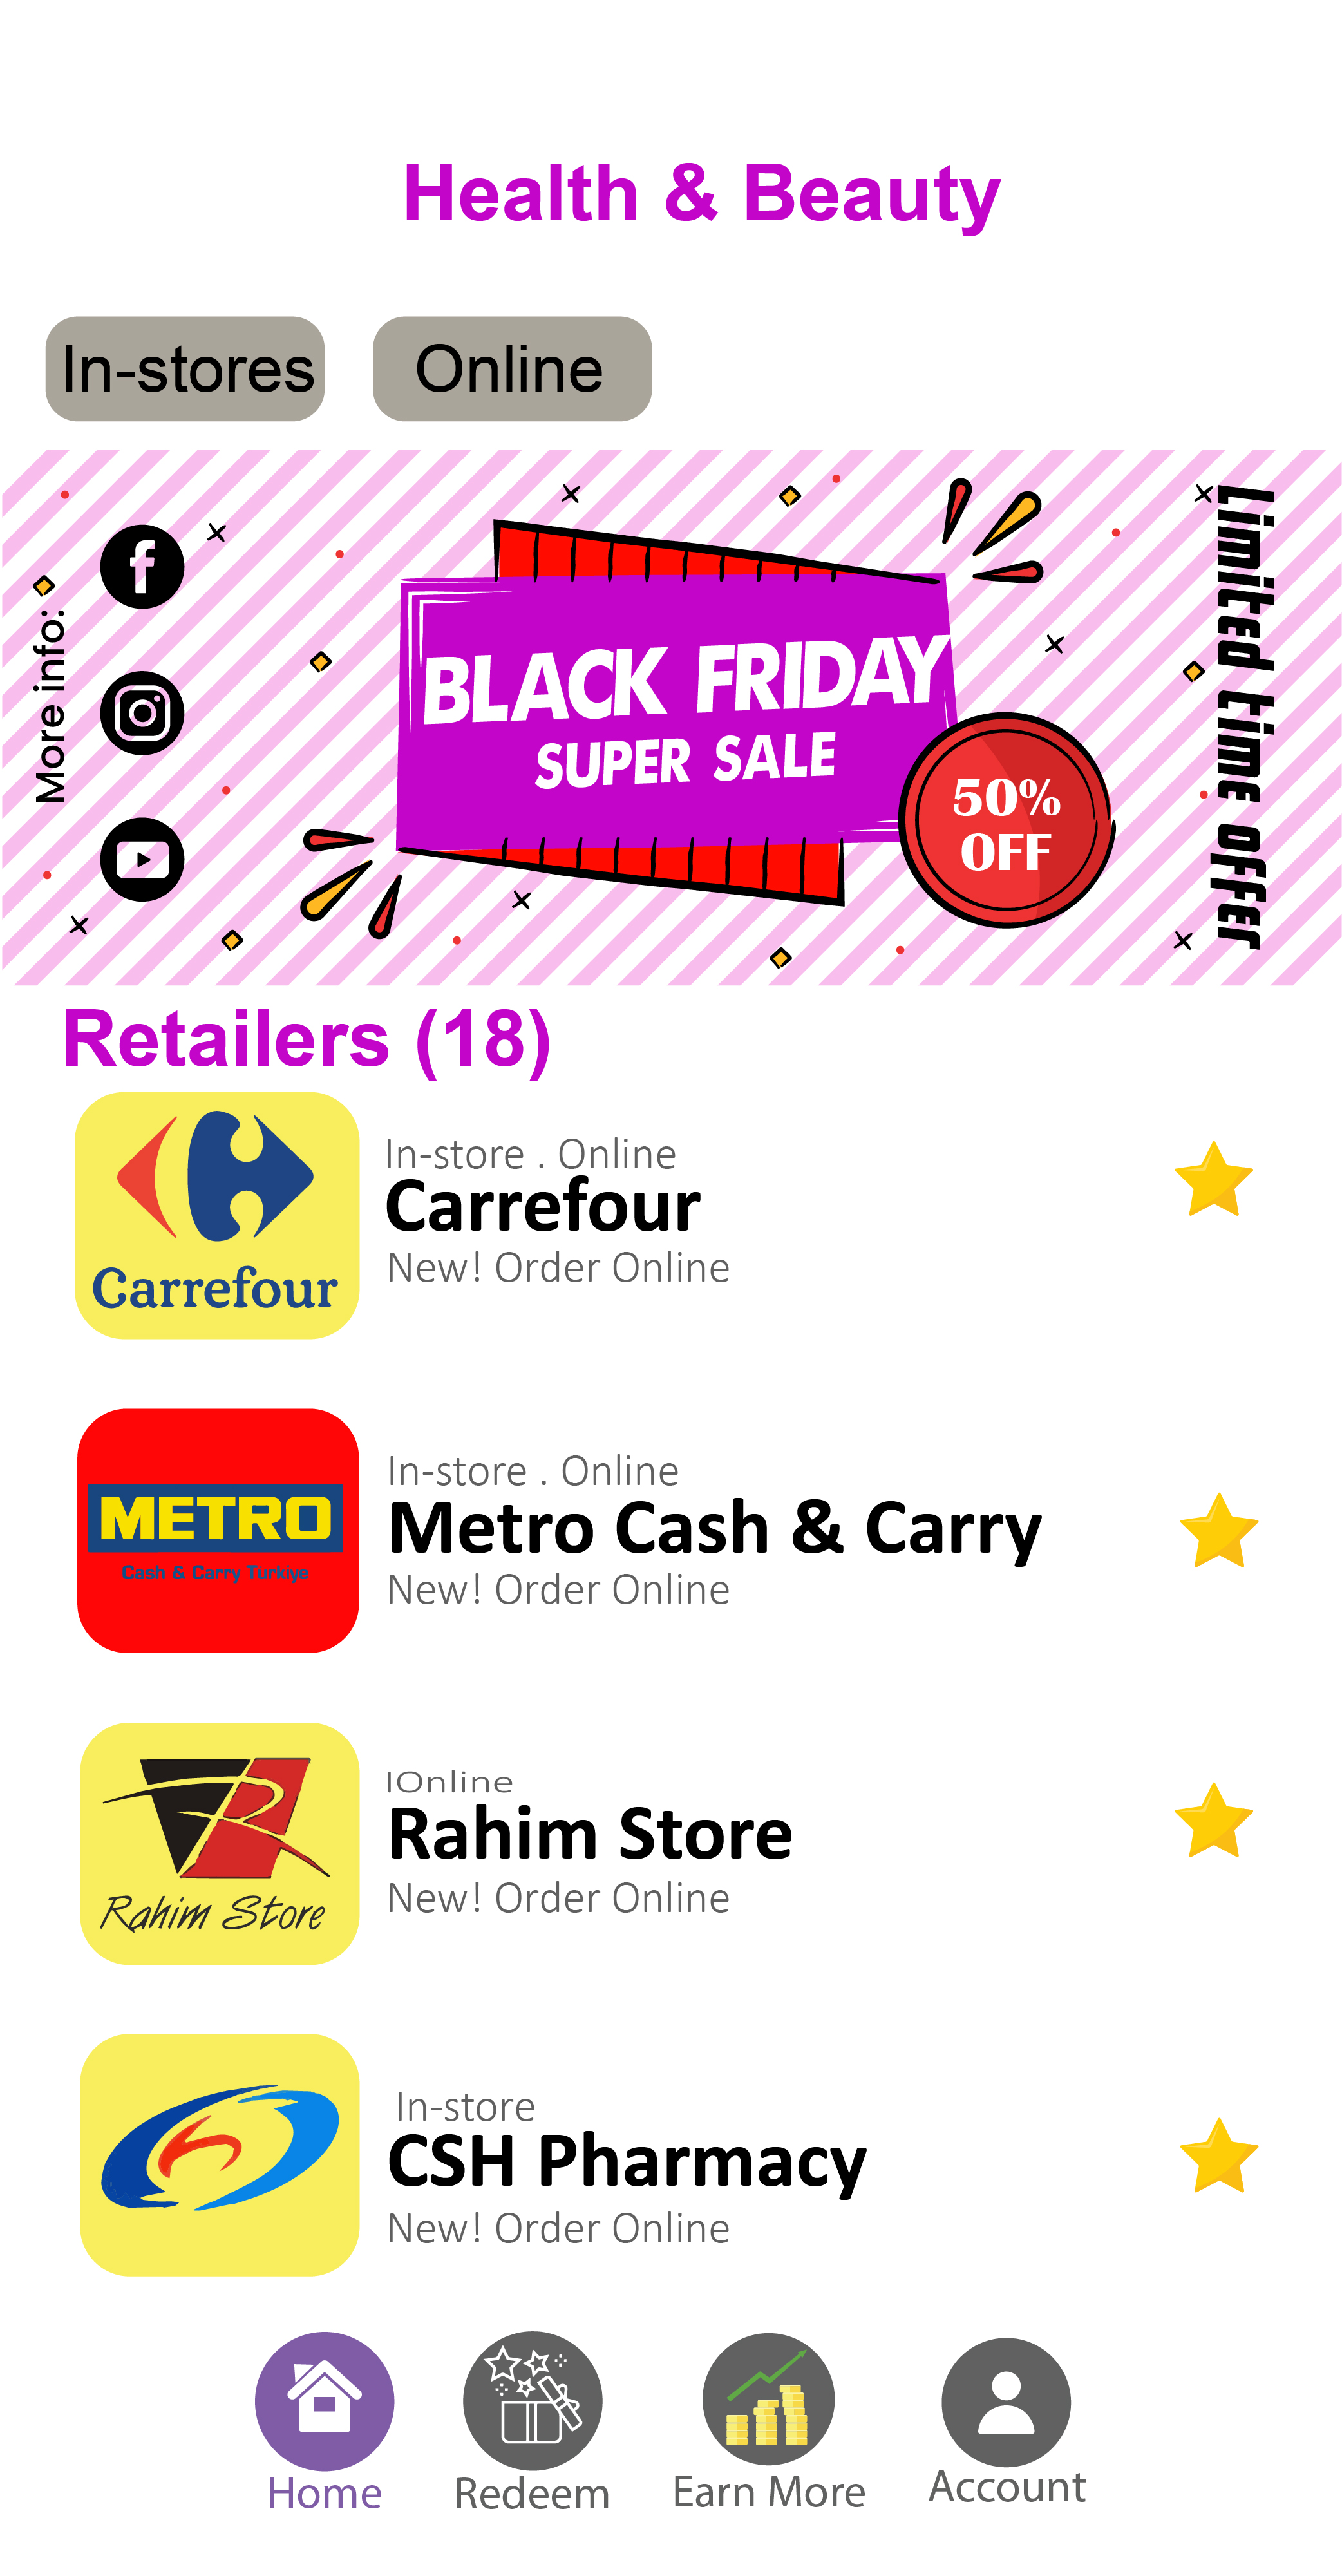 Health & Beauty
In-stores
Online
More info:
BLACK FRIDAY
SUPER SALE
50%
OFF
Limited time offer
Retailers (18)
Carrefour
In-store . Online
Carrefour
New! Order Online
METRO
Cash & Carry Turkiye
In-store . Online
Metro Cash & Carry
New! Order Online
Rahim Store
IOnline
Rahim Store
New! Order Online
In-store
CSH Pharmacy
New! Order Online
Home
Redeem
Earn More
Account